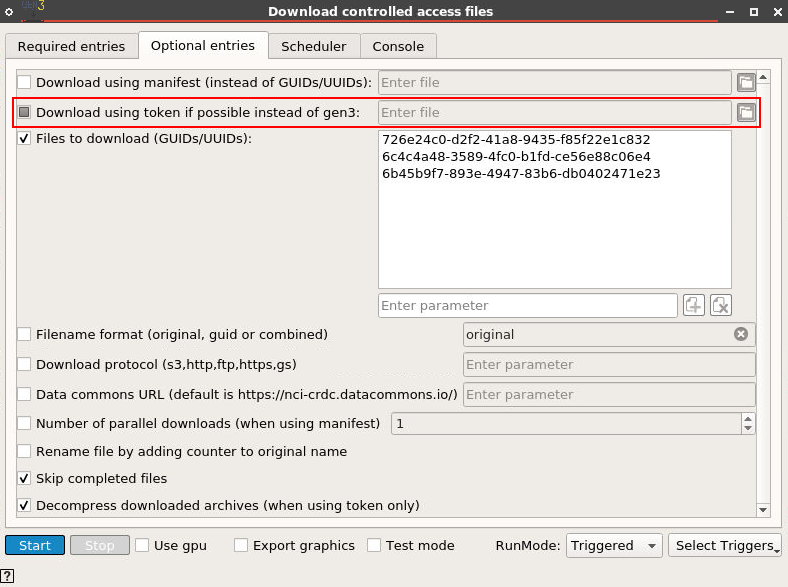 Download controlled access files
Required entries Optional entries Scheduler Console
Download using manifest (instead of GUIDs/UUIDs): Enter file
Download using token if possible instead of gen3: Enter file
Files to download (GUIDs/UUIDs): 726e24c0-d2f2-41a8-9435-f85f22e1c832
6c4c4a48-3589-4fc0-b1fd-ce56e88c06e4
6b45b9f7-893e-4947-83b6-db0402471e23
Enter parameter
Filename format (original, guid or combined) original
Download protocol (s3,http,ftp,https,gs) Enter parameter
Data commons URL (default is https://nci-crdc.datacommons.io/) Enter parameter
Number of parallel downloads (when using manifest) 1
Rename file by adding counter to original name
Skip completed files
Decompress downloaded archives (when using token only)
Start Stop Use gpu Export graphics Test mode RunMode: Triggered Select Triggers
?